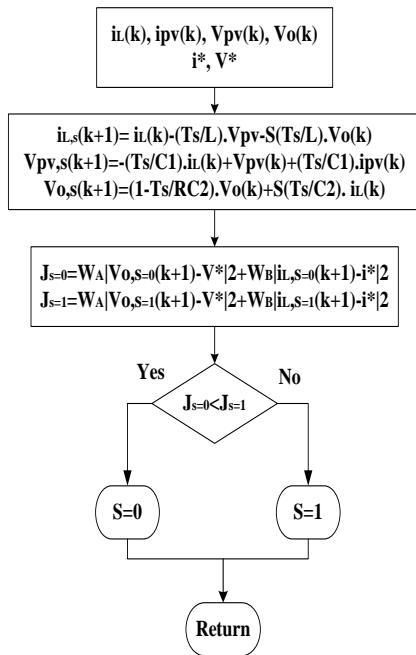 iL(k), ipv(k), Vpv(k), Vo(k)
i*, V*
iL,s(k+1)= iL(k)-(Ts/L).Vpv-S(Ts/L).Vo(k)
Vpv,s(k+1)=-(Ts/C1).iL(k)+Vpv(k)+(Ts/C1).ipv(k)
Vo,s(k+1)=(1-Ts/RC2).Vo(k)+S(Ts/C2). iL(k)
Js=0=WA|Vo,s=0(k+1)-V*|2+WB|iL,s=0(k+1)-i*|2
Js=1=WA|Vo,s=1(k+1)-V*|2+WB|iL,s=1(k+1)-i*|2
Yes
No
Js=0<Js=1
S=0
S=1
Return